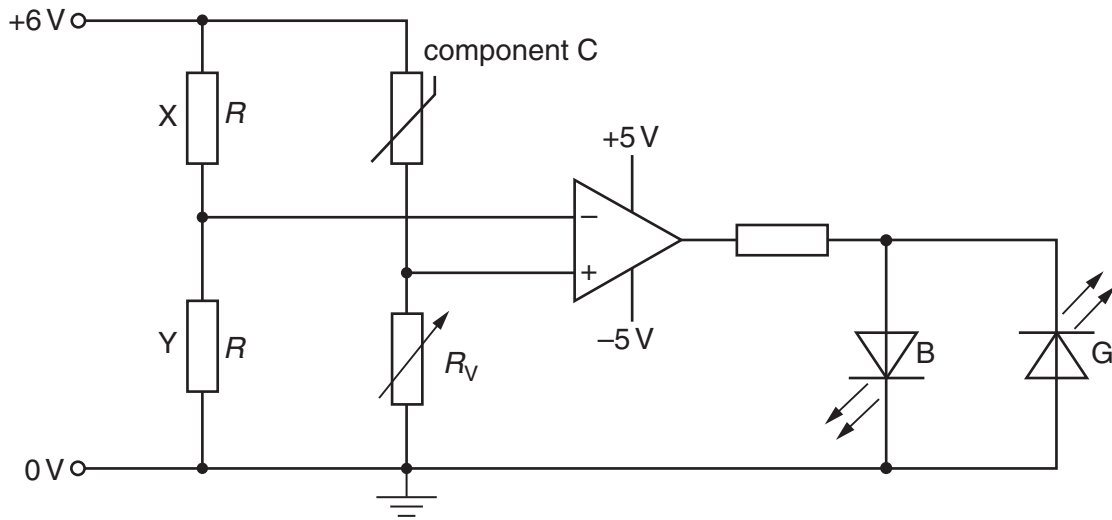 +6 V
component C
X R
+5 V
–
+
Y R
–5 V
R_V
B
G
0 V